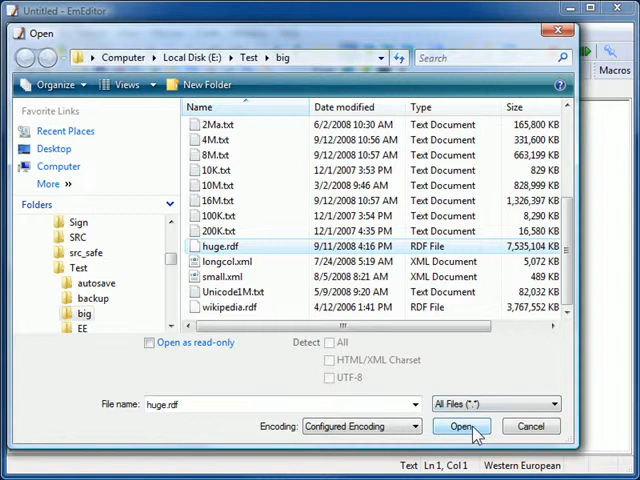 Untitled - EmEditor
Open
Computer Local Disk (E:) Test big Search
Organize Views New Folder
Macros
Favorite Links
Recent Places
Desktop
Computer
More »
Folders
Sign
SRC
src_safe
Test
autosave
backup
big
EE
Name Date modified Type Size
2Ma.txt 6/2/2008 10:30 AM Text Document 165,800 KB
4M.txt 9/12/2008 10:56 AM Text Document 331,600 KB
8M.txt 9/12/2008 10:57 AM Text Document 663,199 KB
10K.txt 12/1/2007 3:53 PM Text Document 829 KB
10M.txt 3/2/2008 9:46 AM Text Document 828,999 KB
16M.txt 9/12/2008 10:57 AM Text Document 1,326,397 KB
100K.txt 12/1/2007 3:54 PM Text Document 8,290 KB
200K.txt 12/1/2007 4:35 PM Text Document 16,580 KB
huge.rdf 9/11/2008 4:16 PM RDF File 7,535,104 KB
longcol.xml 7/24/2008 5:19 AM XML Document 5,072 KB
small.xml 8/5/2008 8:21 AM XML Document 489 KB
Unicode1M.txt 5/9/2008 9:20 AM Text Document 82,032 KB
wikipedia.rdf 4/12/2006 1:41 PM RDF File 3,767,552 KB
Open as read-only Detect All
HTML/XML Charset
UTF-8
File name: huge.rdf All Files (*.*)
Encoding: Configured Encoding Open Cancel
Text Ln 1, Col 1 Western European